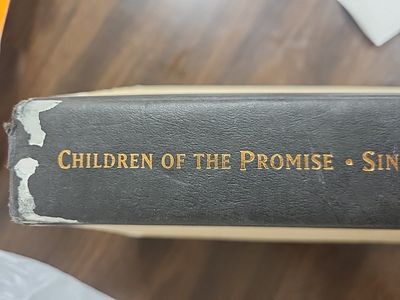 CHILDREN OF THE PROMISE • SIN